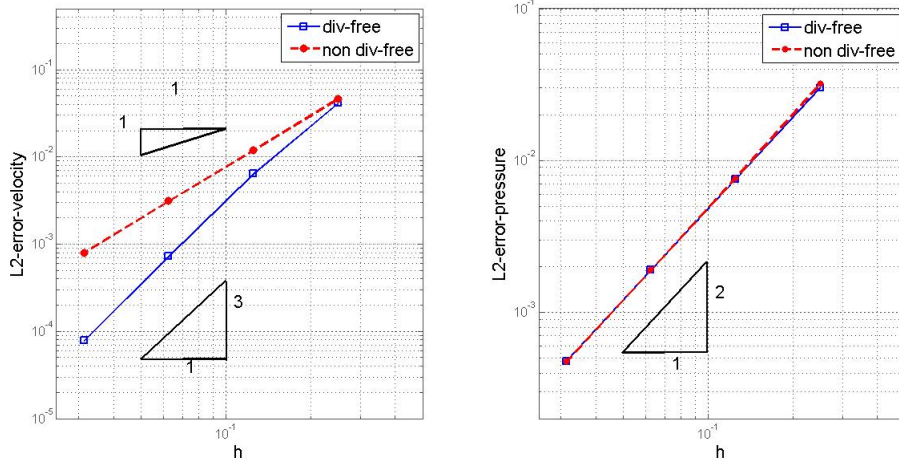 div-free
non div-free
10^-1
10^-2
10^-3
10^-4
10^-5
L2-error-velocity
1
1
3
1
10^-1
h
div-free
non div-free
10^-1
10^-2
10^-3
L2-error-pressure
2
1
10^-1
h